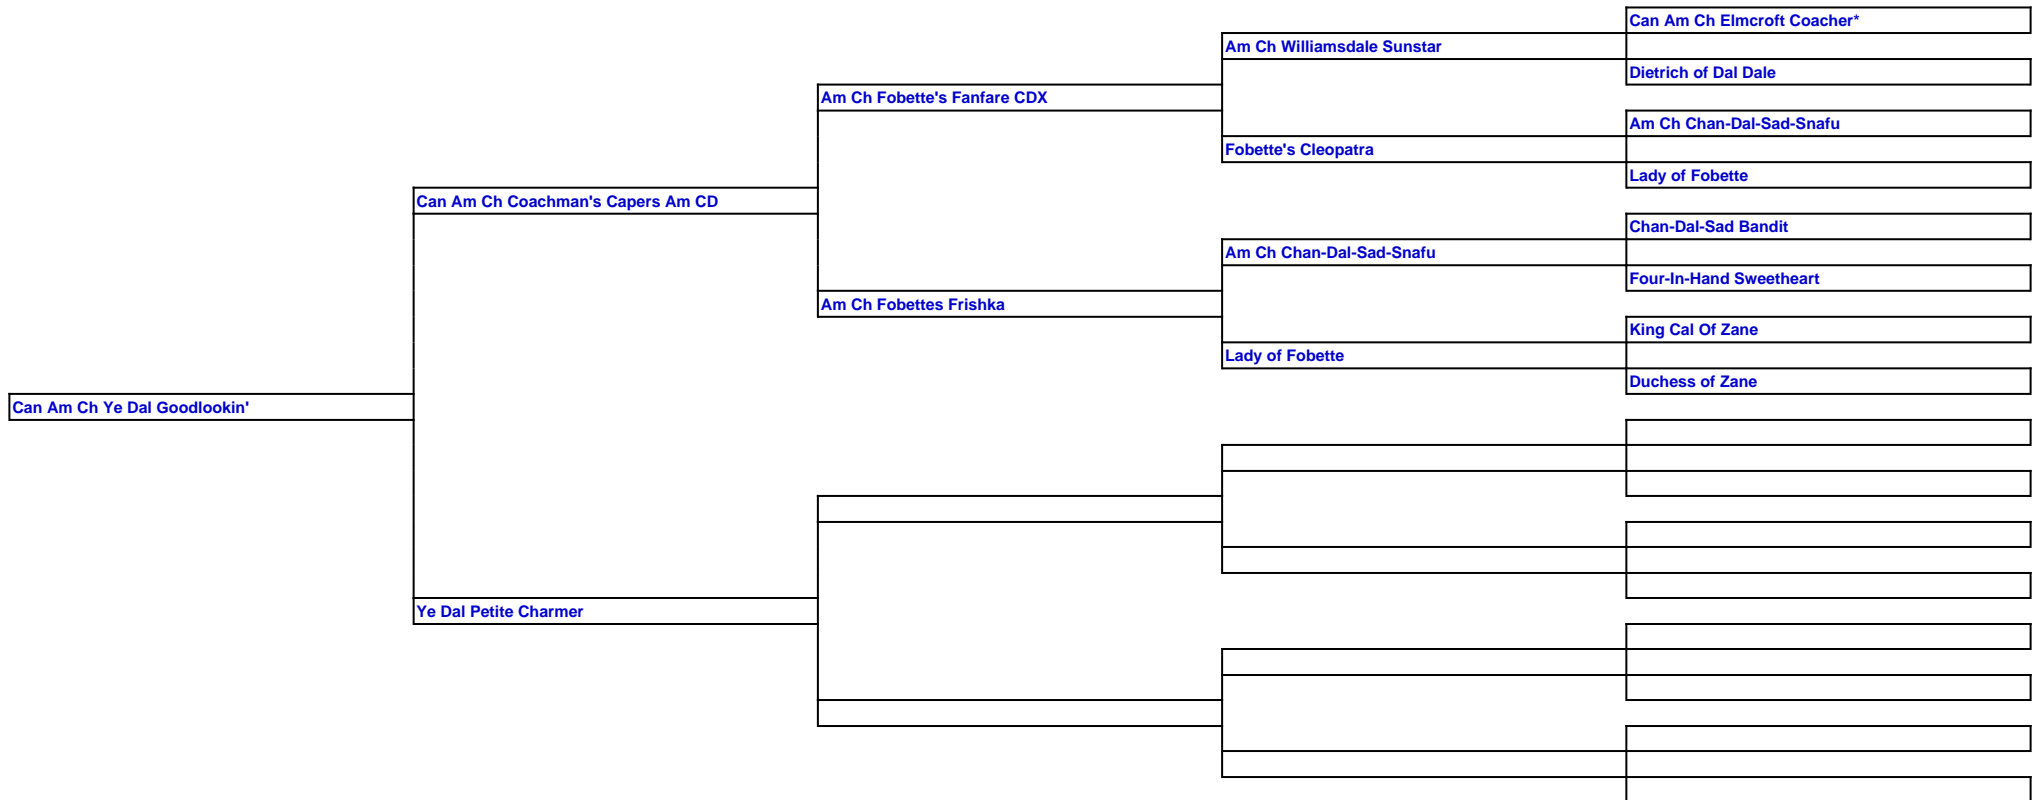 Can Am Ch Elmcroft Coacher*
Am Ch Williamsdale Sunstar
Dietrich of Dal Dale
Am Ch Fobette's Fanfare CDX
Am Ch Chan-Dal-Sad-Snafu
Fobette's Cleopatra
Lady of Fobette
Can Am Ch Coachman's Capers Am CD
Chan-Dal-Sad Bandit
Am Ch Chan-Dal-Sad-Snafu
Four-In-Hand Sweetheart
Am Ch Fobettes Frishka
King Cal Of Zane
Lady of Fobette
Duchess of Zane
Can Am Ch Ye Dal Goodlookin'
Ye Dal Petite Charmer